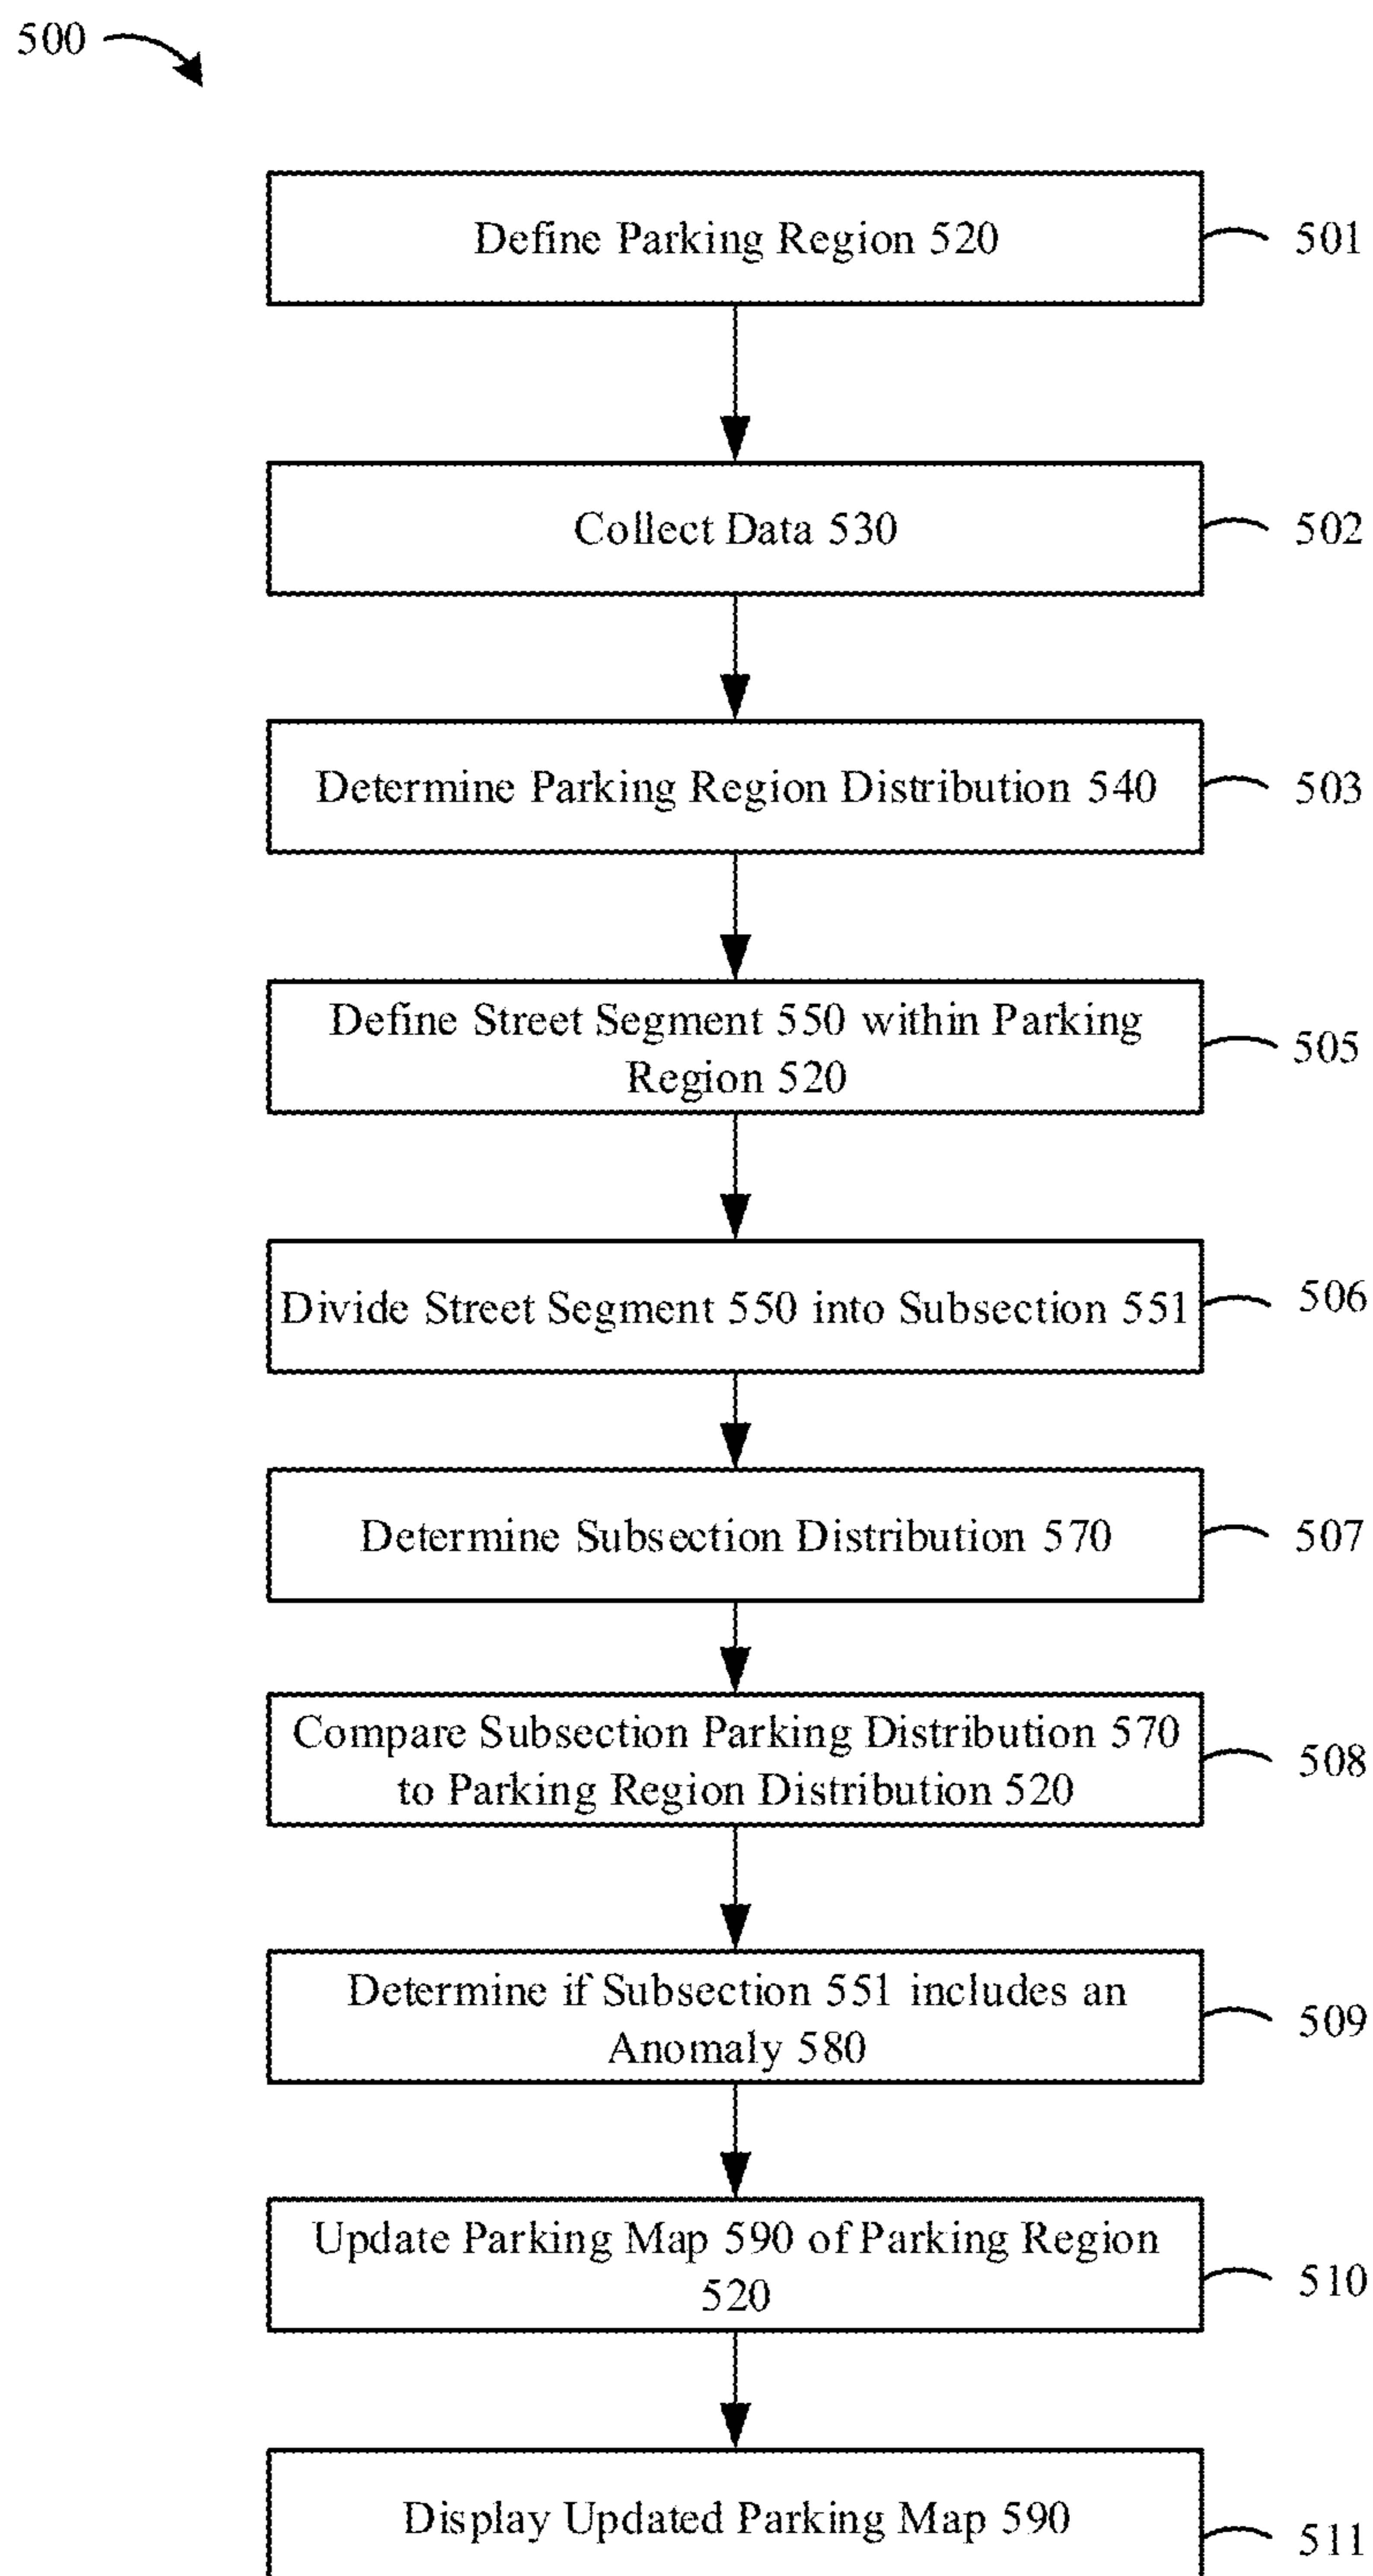 500
Define Parking Region 520
501
Collect Data 530
502
Determine Parking Region Distribution 540
503
Define Street Segment 550 within Parking
Region 520
505
Divide Street Segment 550 into Subsection 551
506
Determine Subsection Distribution 570
507
Compare Subsection Parking Distribution 570
to Parking Region Distribution 520
508
Determine if Subsection 551 includes an
Anomaly 580
509
Update Parking Map 590 of Parking Region
520
510
Display Updated Parking Map 590
511